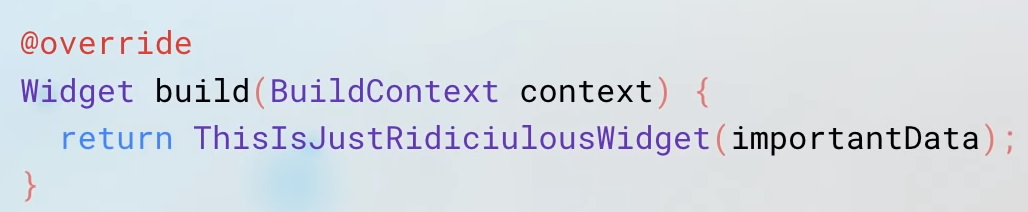 @override
Widget build(BuildContext context) {
  return ThisIsJustRidiciulousWidget(importantData);
}